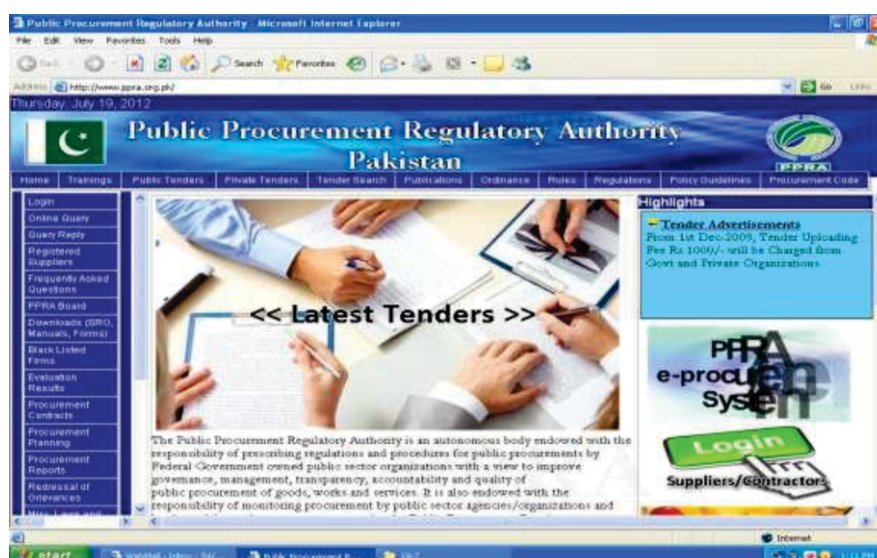 Public Procurement Regulatory Authority - Microsoft Internet Explorer
File Edit View Favorites Tools Help
Back Search Favorites
Address http://www.ppra.org.pk/ Go Links
Thursday, July 19, 2012
Public Procurement Regulatory Authority
Pakistan
PPRA
Home Trainings Public Tenders Private Tenders Tender Search Publications Ordinance Rules Regulations Policy Guidelines Procurement Code
Login
Online Query
Query Reply
Registered
Suppliers
Frequently Asked
Questions
PPRA Board
Downloads (SRO,
Manuals, Forms)
Black Listed
Firms
Evaluation
Results
Procurement
Contracts
Procurement
Planning
Procurement
Reports
Redressal of
Grievances
<< Latest Tenders >>
The Public Procurement Regulatory Authority is an autonomous body endowed with the
responsibility of prescribing regulations and procedures for public procurements by
Federal Government owned public sector organizations with a view to improve
governance, management, transparency, accountability and quality of
public procurement of goods, works and services. It is also endowed with the
responsibility of monitoring procurement by public sector agencies/organizations and
Highlights
Tender Advertisements
From 1st Dec-2009, Tender Uploading
Fee Rs 1000/- will be Charged from
Govt and Private Organizations
PPRA
e-procuren
System
Login
Suppliers/Contractors
Internet
start
1:13 PM